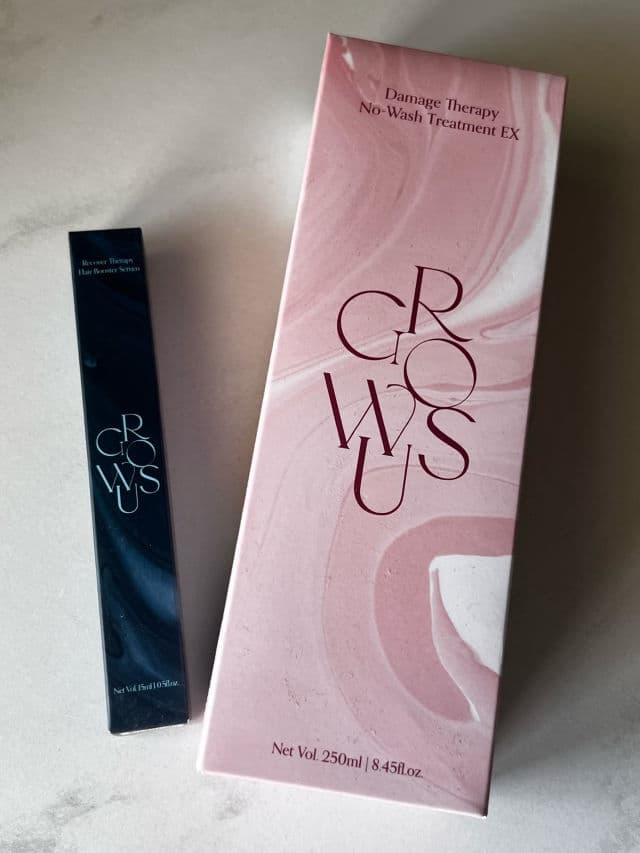 Recover Therapy
Hair Booster Serum
GROWUS
Net Vol. 15ml | 0.5fl.oz.
Damage Therapy
No-Wash Treatment EX
GROWUS
Net Vol. 250ml | 8.45fl.oz.